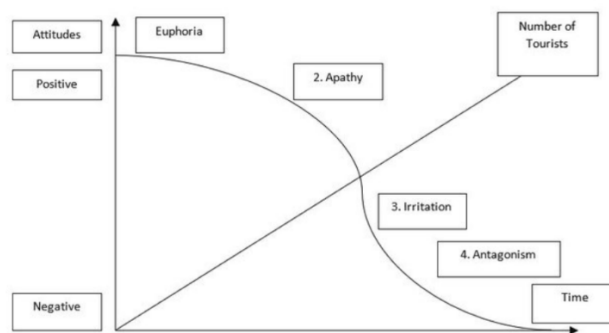 Attitudes
Euphoria
Number of
Tourists
Positive
2. Apathy
3. Irritation
4. Antagonism
Negative
Time